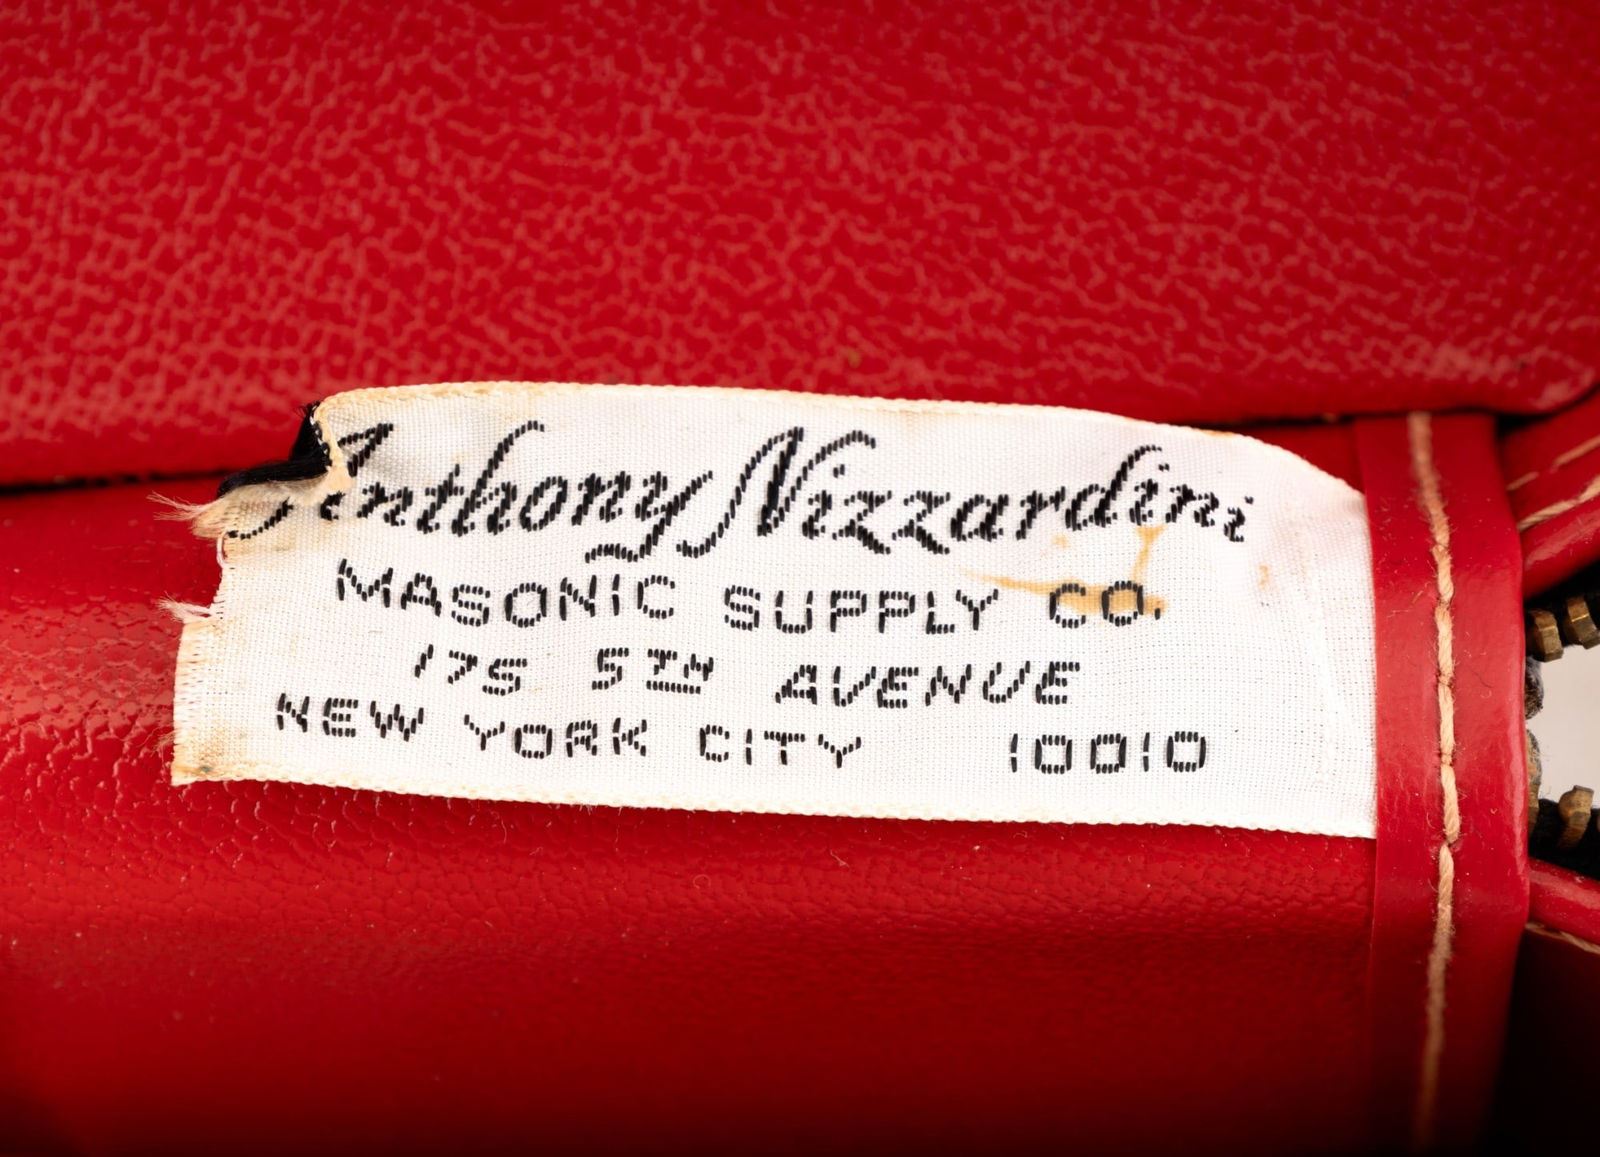 Anthony Nizzardini
MASONIC SUPPLY CO.
175 5TH AVENUE
NEW YORK CITY 10010